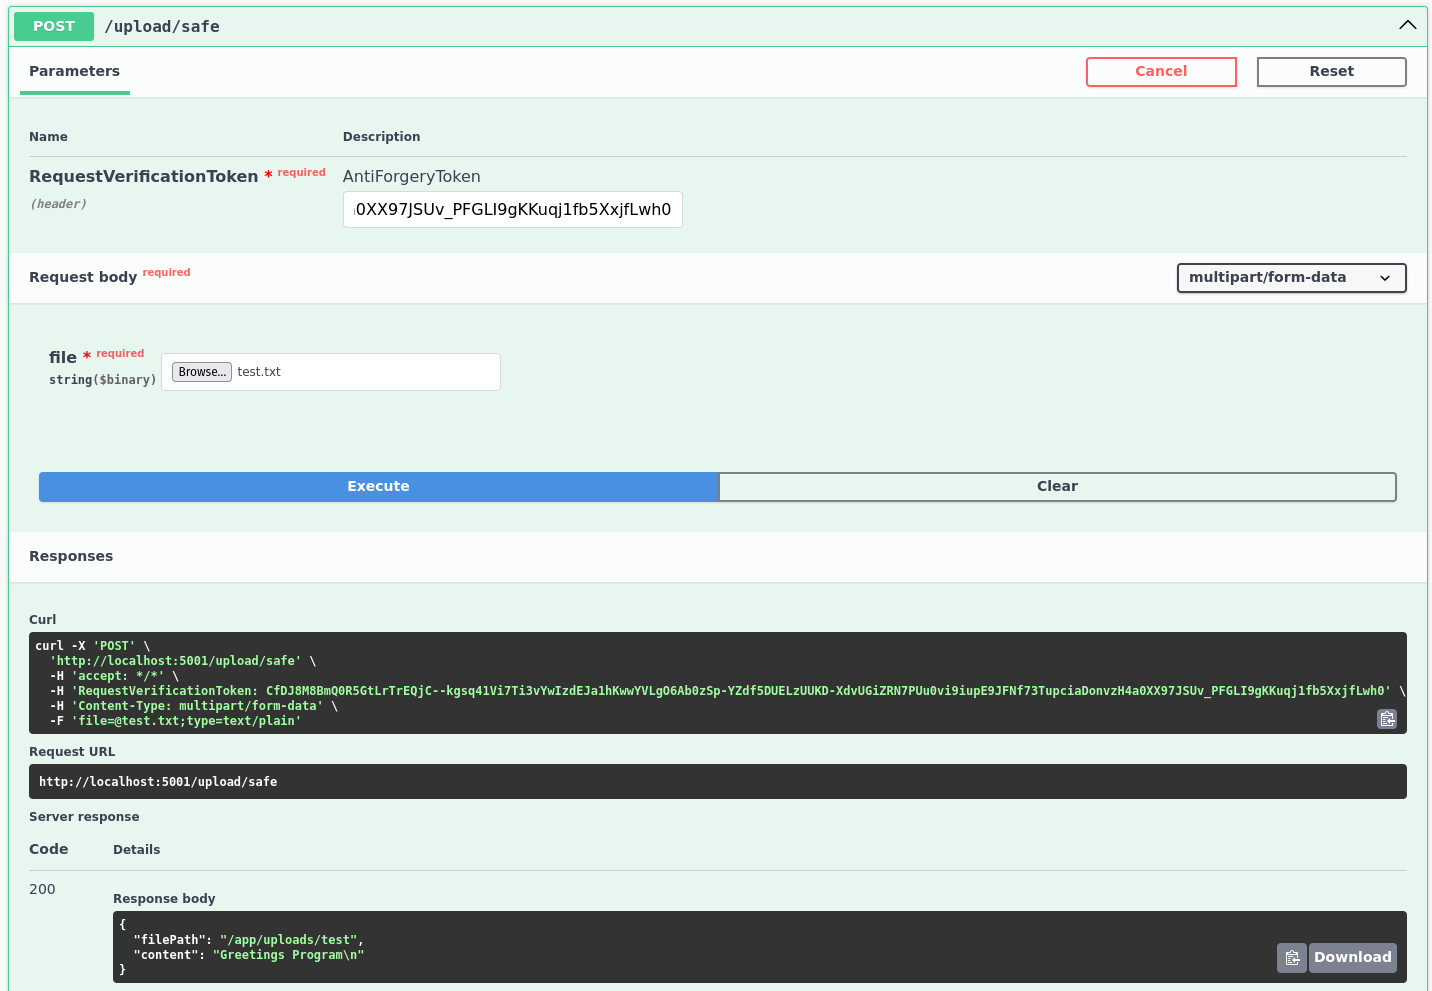 POST /upload/safe
Parameters
Cancel
Reset
Name Description
RequestVerificationToken * required AntiForgeryToken
(header)
0XX97JSUv_PFGLI9gKKuqj1fb5XxjfLwh0
Request body required
multipart/form-data
file * required
string($binary)
Browse... test.txt
Execute
Clear
Responses
Curl
curl -X 'POST' \
'http://localhost:5001/upload/safe' \
-H 'accept: */*' \
-H 'RequestVerificationToken: CfDJ8M8BmQ0R5GtLrTrEQjC--kgsq41Vi7Ti3vYwIzdEJa1hKwwYVLgO6Ab0zSp-YZdf5DUELzUUKD-XdvUGiZRN7PUu0vi9iupE9JFNf73TupciaDonvzH4a0XX97JSUv_PFGLI9gKKuqj1fb5XxjfLwh0' \
-H 'Content-Type: multipart/form-data' \
-F 'file=@test.txt;type=text/plain'
Request URL
http://localhost:5001/upload/safe
Server response
Code Details
200
Response body
{
"filePath": "/app/uploads/test",
"content": "Greetings Program\n"
}
Download